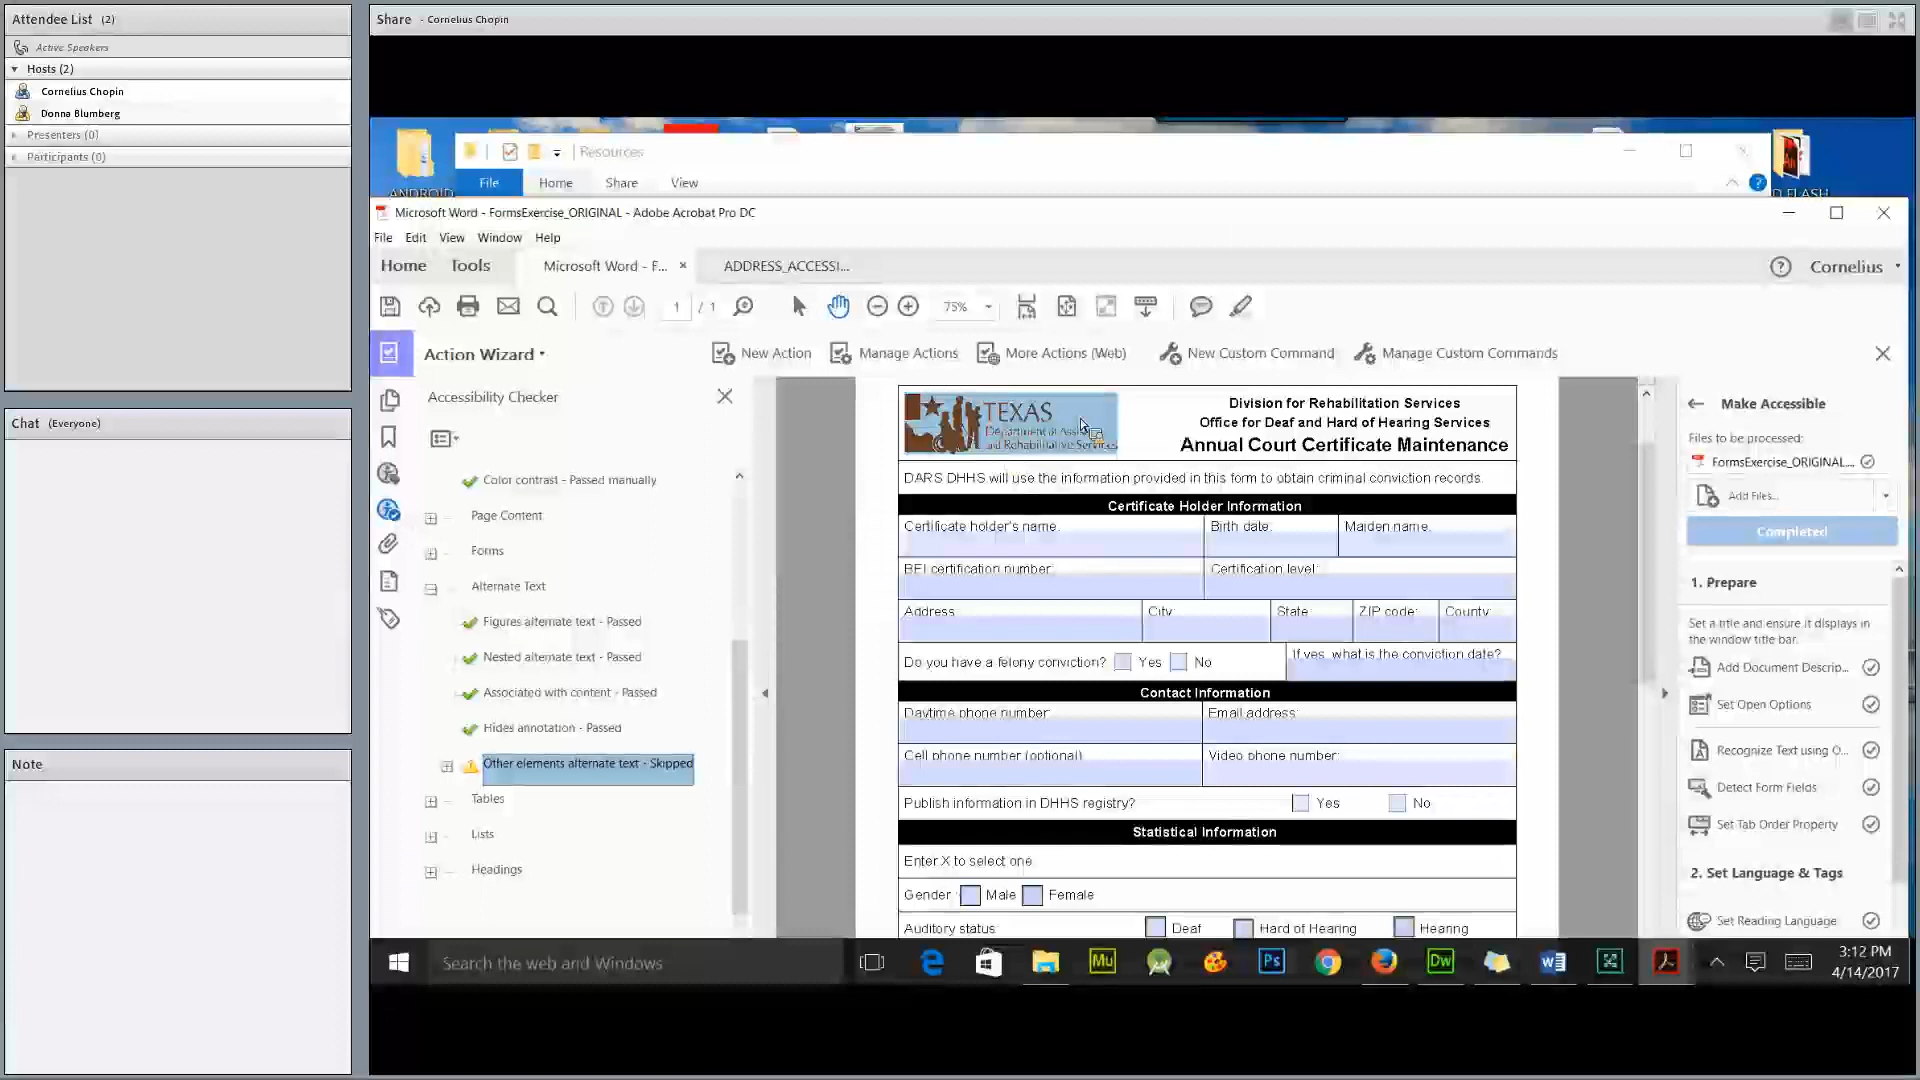 Attendee List (2)
Active Speakers
Hosts (2)
Cornelius Chopin
Donna Blumberg
Presenters (0)
Participants (0)
Chat (Everyone)
Note
Share - Cornelius Chopin
ANDROID
Resources
File Home Share View
D FLASH
Microsoft Word - FormsExercise_ORIGINAL - Adobe Acrobat Pro DC
File Edit View Window Help
Home Tools Microsoft Word - F... × ADDRESS_ACCESSI... Cornelius
1 / 1 75%
Action Wizard New Action Manage Actions More Actions (Web) New Custom Command Manage Custom Commands
Accessibility Checker
Color contrast - Passed manually
Page Content
Forms
Alternate Text
Figures alternate text - Passed
Nested alternate text - Passed
Associated with content - Passed
Hides annotation - Passed
Other elements alternate text - Skipped
Tables
Lists
Headings
TEXAS
Department of
and Rehabilitative Services
Division for Rehabilitation Services
Office for Deaf and Hard of Hearing Services
Annual Court Certificate Maintenance
DARS DHHS will use the information provided in this form to obtain criminal conviction records.
Certificate Holder Information
Certificate holder's name: Birth date: Maiden name:
BEI certification number: Certification level:
Address: City: State: ZIP code: County:
Do you have a felony conviction? Yes No If yes, what is the conviction date?
Contact Information
Daytime phone number: Email address:
Cell phone number (optional) Video phone number:
Publish information in DHHS registry? Yes No
Statistical Information
Enter X to select one
Gender : Male Female
Auditory status: Deaf Hard of Hearing Hearing
Make Accessible
Files to be processed:
FormsExercise_ORIGINAL...
Add Files...
Completed
1. Prepare
Set a title and ensure it displays in
the window title bar.
Add Document Descrip...
Set Open Options
Recognize Text using O...
Detect Form Fields
Set Tab Order Property
2. Set Language & Tags
Set Reading Language
Search the web and Windows
Mu Ps Dw
3:12 PM
4/14/2017